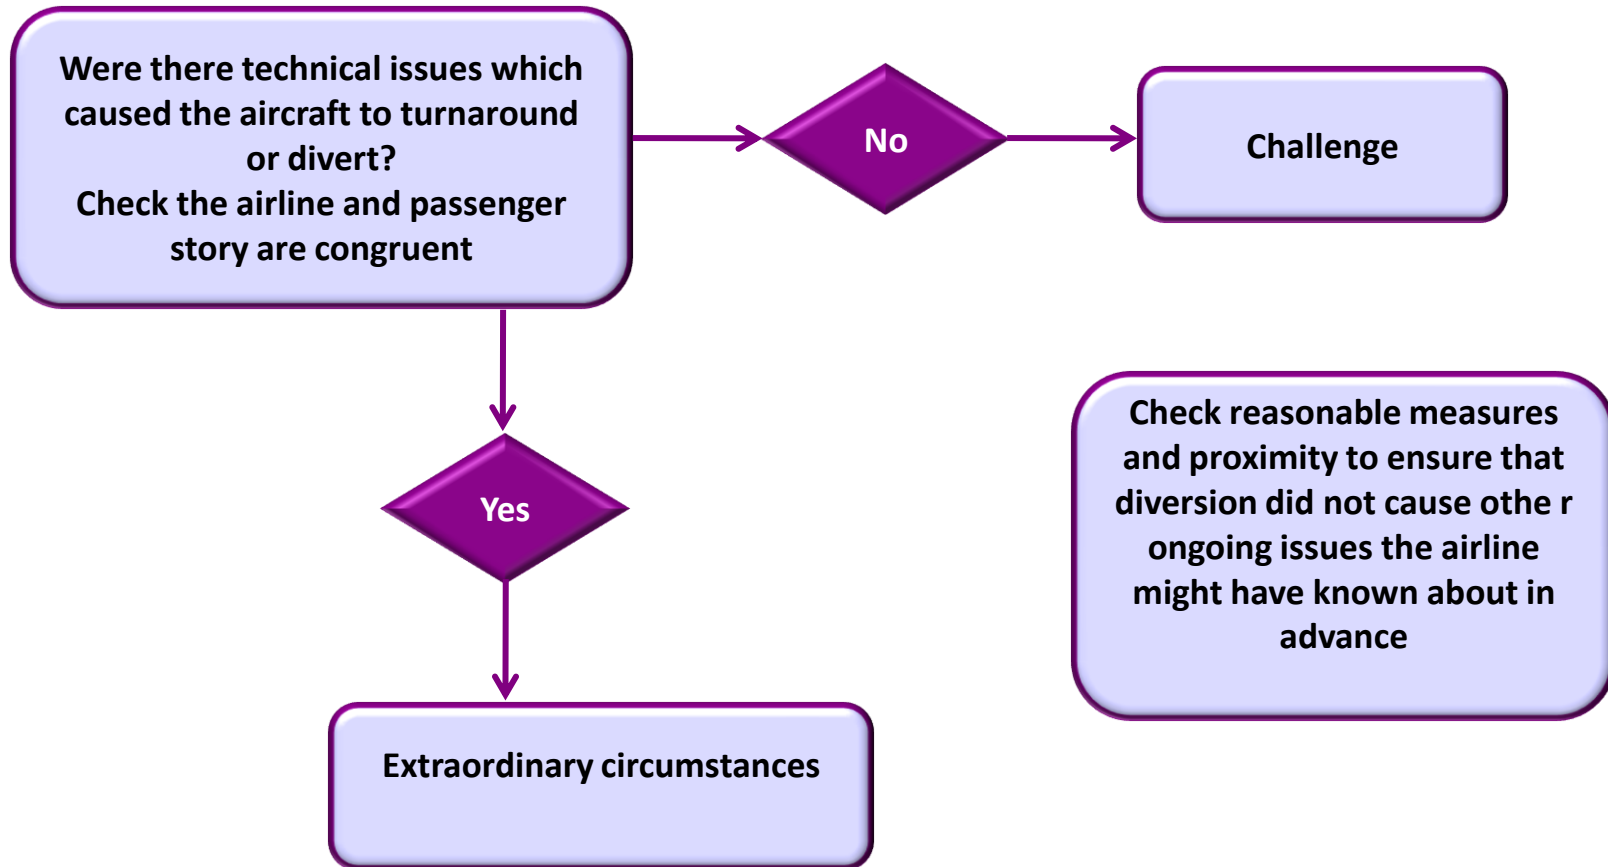 Were there technical issues which
caused the aircraft to turnaround
or divert?
Check the airline and passenger
story are congruent
No
Challenge
Check reasonable measures
and proximity to ensure that
diversion did not cause othe r
ongoing issues the airline
might have known about in
advance
Yes
Extraordinary circumstances